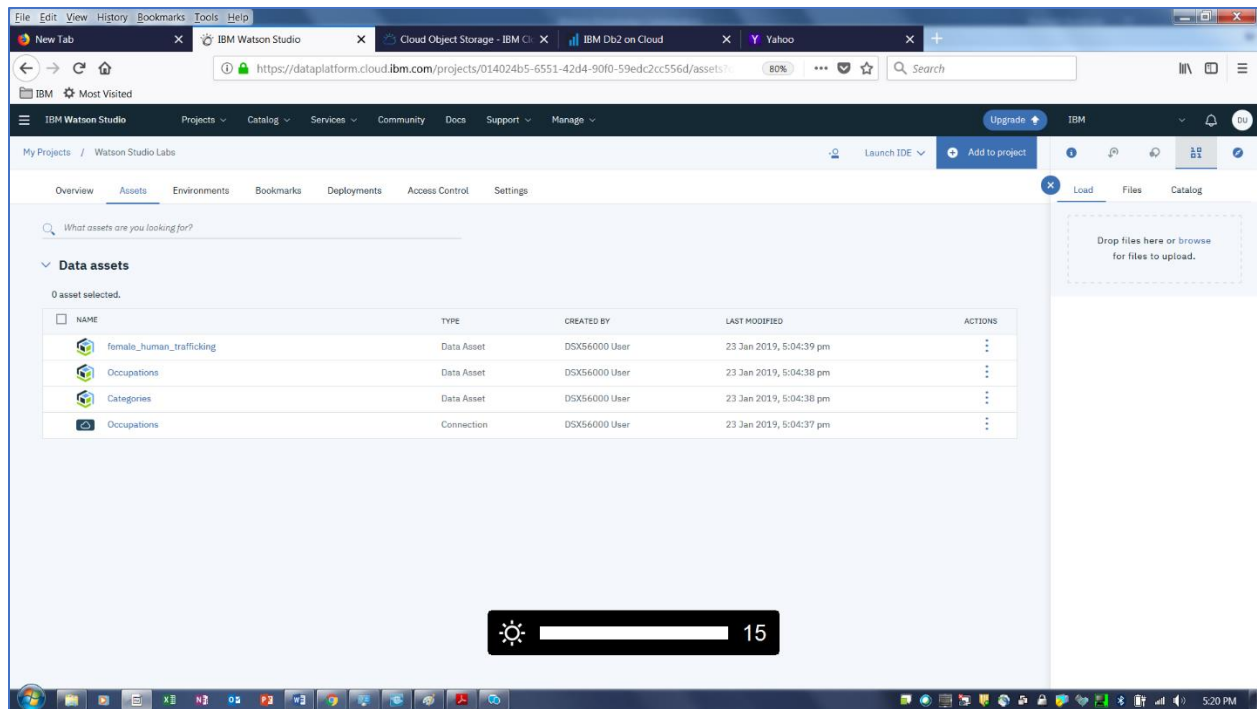 File Edit View History Bookmarks Tools Help
New Tab IBM Watson Studio Cloud Object Storage - IBM Cl IBM Db2 on Cloud Yahoo
https://dataplatform.cloud.ibm.com/projects/014024b5-6551-42d4-90f0-59edc2cc556d/assets? 80% Search
IBM Most Visited
IBM Watson Studio Projects Catalog Services Community Docs Support Manage Upgrade IBM DU
My Projects / Watson Studio Labs Launch IDE Add to project
Overview Assets Environments Bookmarks Deployments Access Control Settings Load Files Catalog
What assets are you looking for?
Drop files here or browse
for files to upload.
Data assets
0 asset selected.
NAME TYPE CREATED BY LAST MODIFIED ACTIONS
female_human_trafficking Data Asset DSX56000 User 23 Jan 2019, 5:04:39 pm
Occupations Data Asset DSX56000 User 23 Jan 2019, 5:04:38 pm
Categories Data Asset DSX56000 User 23 Jan 2019, 5:04:38 pm
Occupations Connection DSX56000 User 23 Jan 2019, 5:04:37 pm
15
5:20 PM